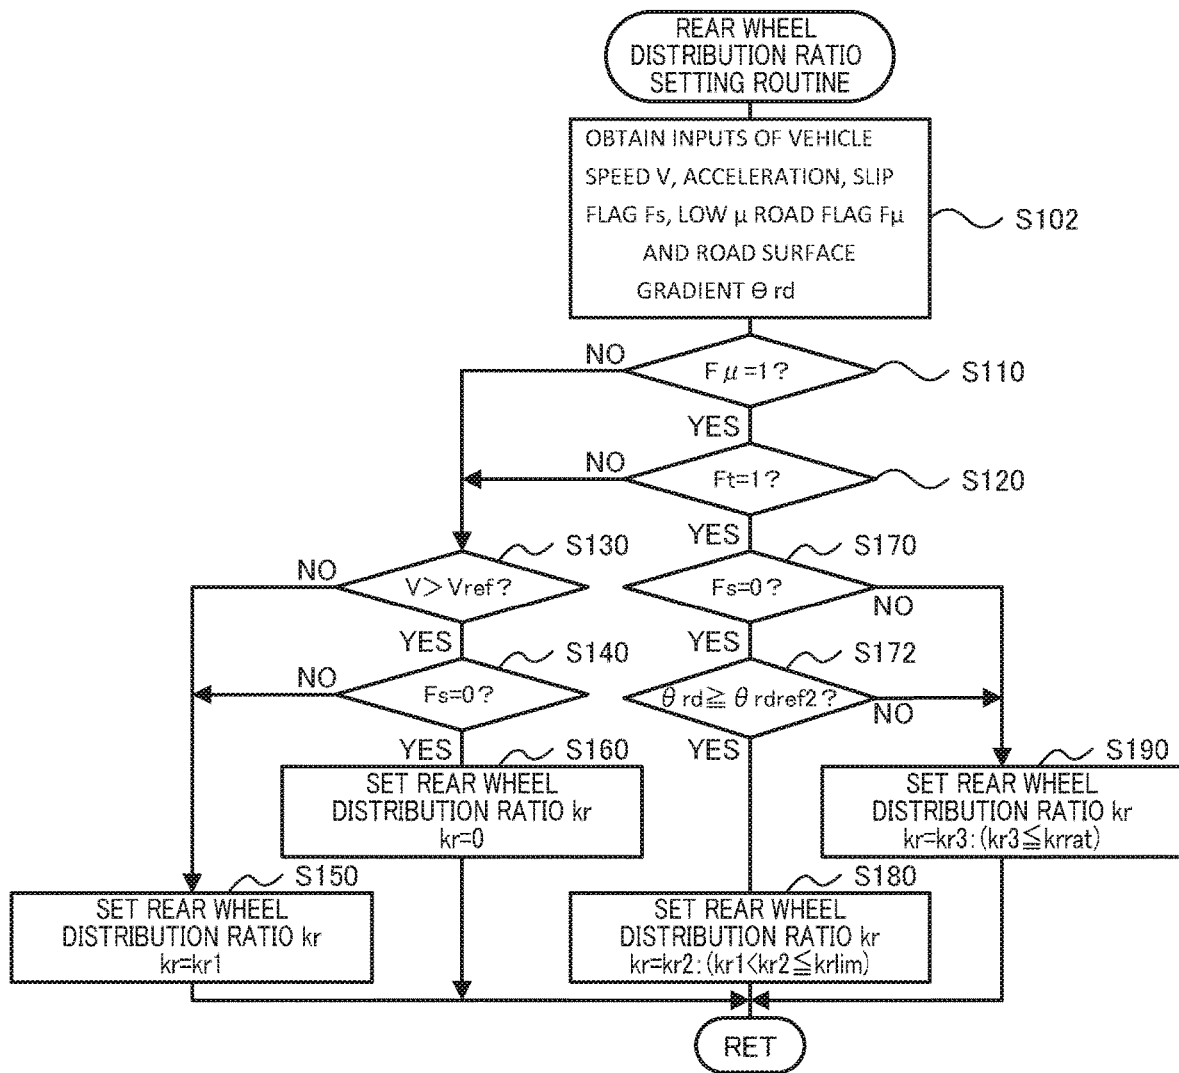 REAR WHEEL
DISTRIBUTION RATIO
SETTING ROUTINE
OBTAIN INPUTS OF VEHICLE
SPEED V, ACCELERATION, SLIP
FLAG Fs, LOW μ ROAD FLAG Fμ
AND ROAD SURFACE
GRADIENT Θ rd
S102
NO
Fμ=1?
S110
YES
NO
Ft=1?
S120
YES
S130
S170
NO
V>Vref?
Fs=0?
NO
YES
YES
S140
S172
NO
Fs=0?
θrd≧θrdref2?
NO
YES
YES
S160
S190
SET REAR WHEEL
DISTRIBUTION RATIO kr
kr=0
SET REAR WHEEL
DISTRIBUTION RATIO kr
kr=kr3:(kr3≦krrat)
S150
S180
SET REAR WHEEL
DISTRIBUTION RATIO kr
kr=kr1
SET REAR WHEEL
DISTRIBUTION RATIO kr
kr=kr2:(kr1<kr2≦krlim)
RET